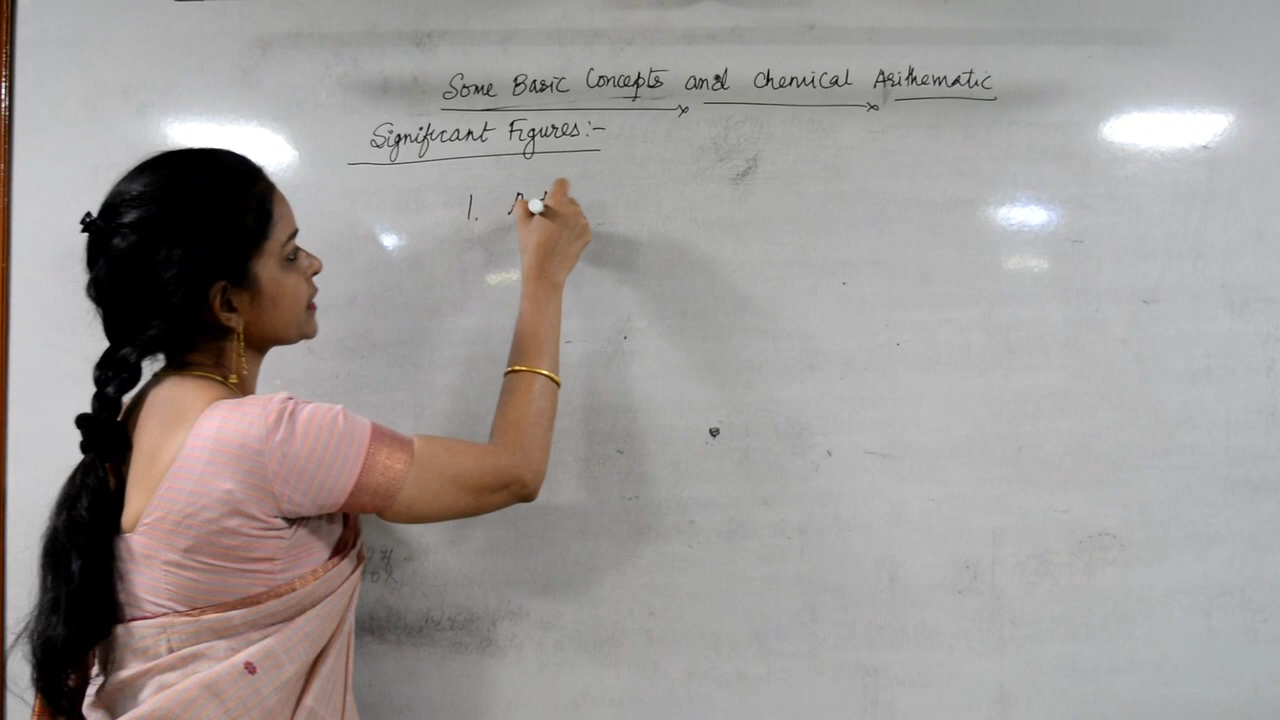 Some Basic Concepts and Chemical Arithematic
Significant Figures:-
1.